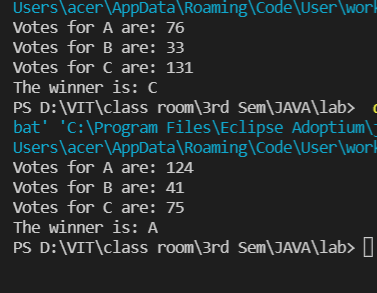 Users\acer\AppData\Roaming\Code\User\work
Votes for A are: 76
Votes for B are: 33
Votes for C are: 131
The winner is: C
PS D:\VIT\class room\3rd Sem\JAVA\lab>
bat' 'C:\Program Files\Eclipse Adoptium\
Users\acer\AppData\Roaming\Code\User\work
Votes for A are: 124
Votes for B are: 41
Votes for C are: 75
The winner is: A
PS D:\VIT\class room\3rd Sem\JAVA\lab>